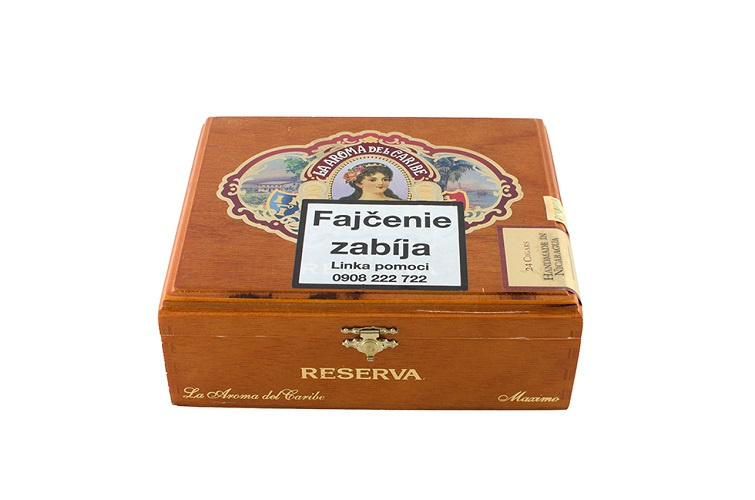 LA AROMA DEL CARIBE
Fajčenie
zabíja
Linka pomoci
0908 222 722
24 CIGARS
HANDMADE IN
NICARAGUA
RESERVA
La Aroma del Caribe
Maximo